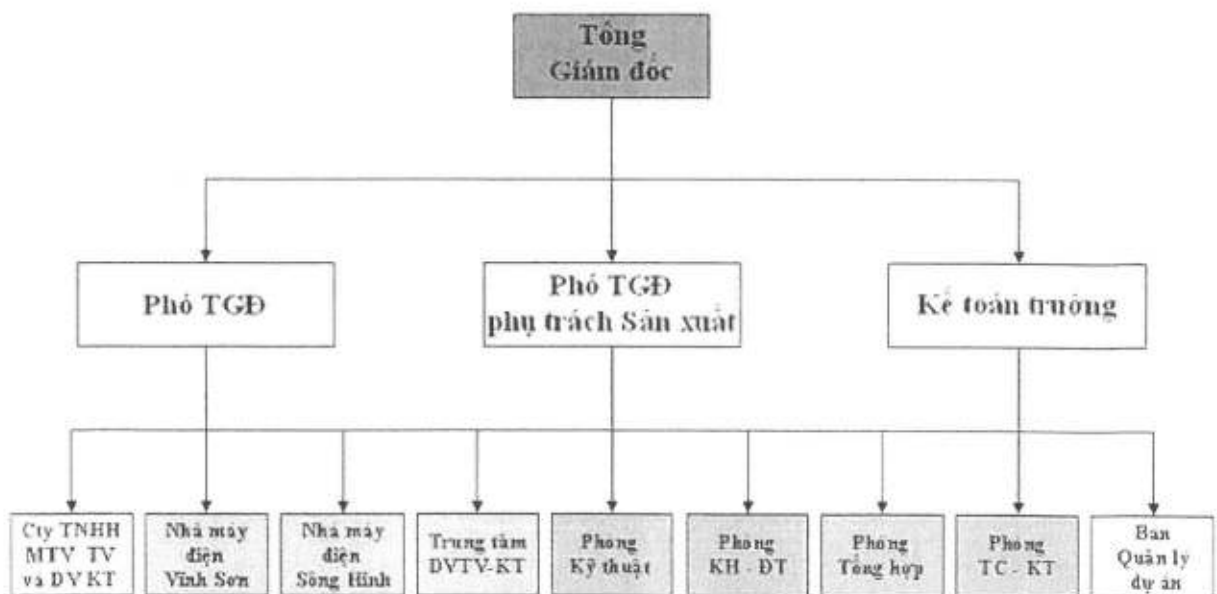 Tổng
Giám đốc
Phó TGĐ
Phó TGĐ
phụ trách Sản xuất
Kế toán trưởng
Cty TNHH
MTV TV
và DV KT
Nhà máy
điện
Vĩnh Sơn
Nhà máy
điện
Sông Hinh
Trung tâm
DVTV-KT
Phòng
Kỹ thuật
Phòng
KH - ĐT
Phòng
Tổng hợp
Phòng
TC - KT
Ban
Quản lý
dự án